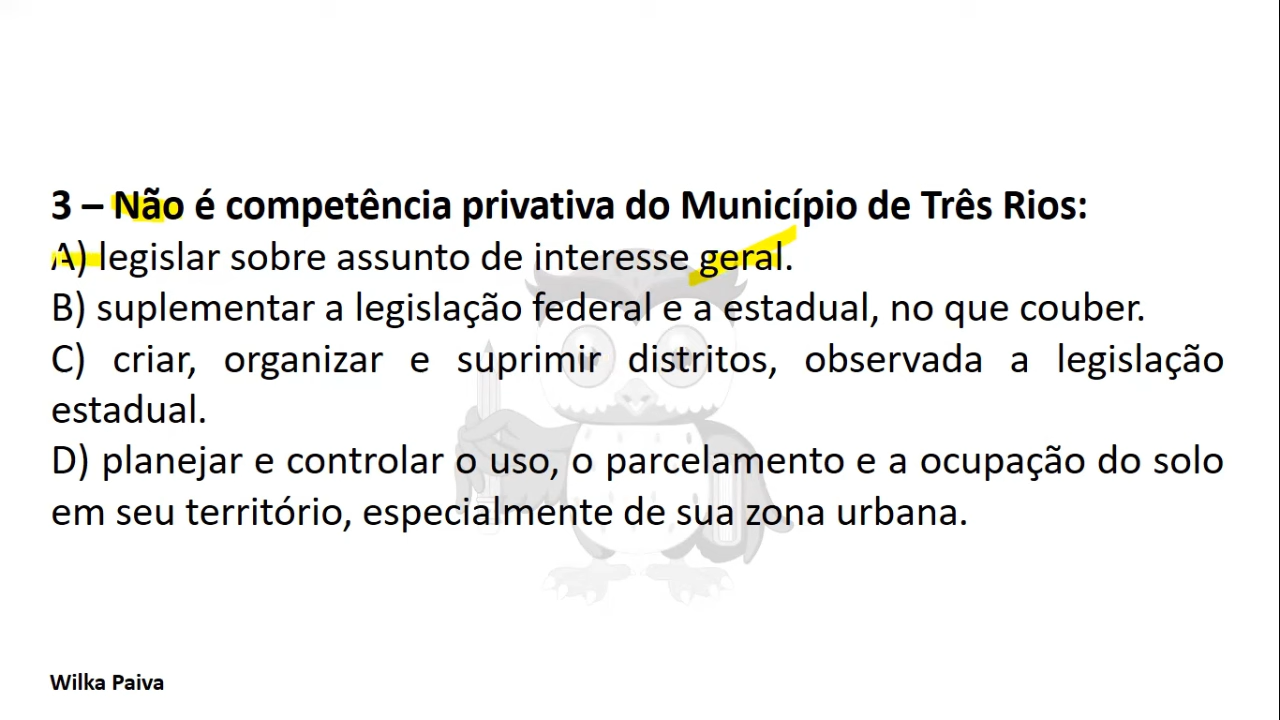 3 – Não é competência privativa do Município de Três Rios:
A) legislar sobre assunto de interesse geral.
B) suplementar a legislação federal e a estadual, no que couber.
C) criar, organizar e suprimir distritos, observada a legislação
estadual.
D) planejar e controlar o uso, o parcelamento e a ocupação do solo
em seu território, especialmente de sua zona urbana.
Wilka Paiva